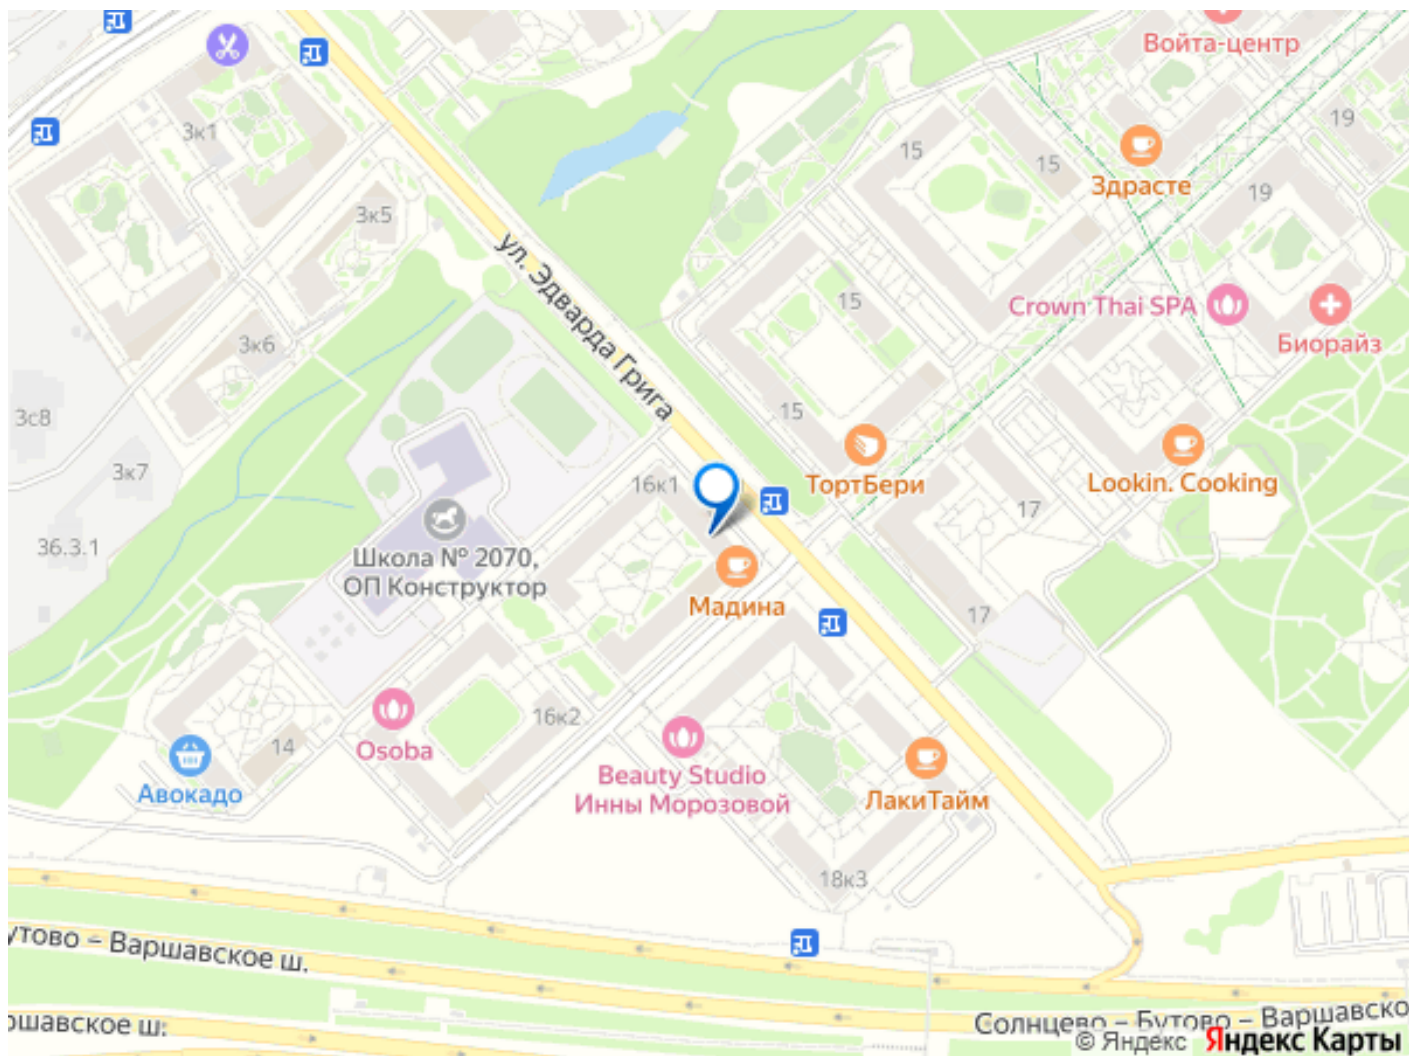 Войта-центр
3к1
15
15
19
Здрасте
19
3к5
ул. Эдварда Грига
15
Crown Thai SPA
Биорайз
3к6
3с8
15
3к7
ТортБери
Lookin. Cooking
16к1
17
36.3.1
Школа № 2070,
ОП Конструктор
Мадина
17
16к2
Osoba
14
Авокадо
Beauty Studio
Инны Морозовой
ЛакиТайм
18к3
утово – Варшавское ш.
Солнцево – Бутово – Варшавско
ршавское ш.
© Яндекс Яндекс Карты